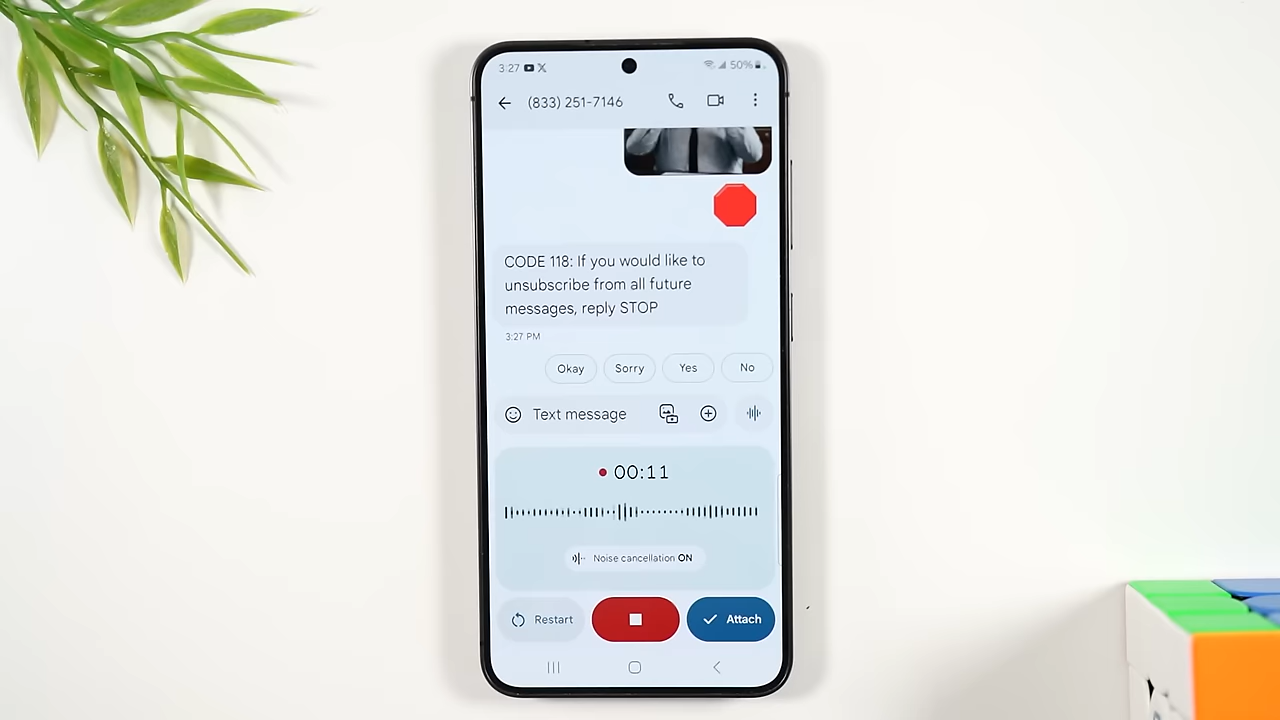 3:27
50%
(833) 251-7146
CODE 118: If you would like to
unsubscribe from all future
messages, reply STOP
3:27 PM
Okay
Sorry
Yes
No
Text message
00:11
Noise cancellation ON
Restart
Attach